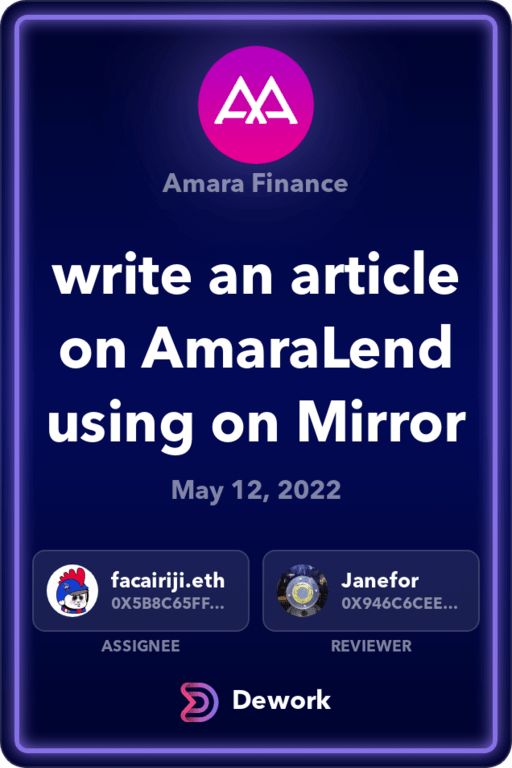 Amara Finance
write an article
on AmaraLend
using on Mirror
May 12, 2022
facairiji.eth
0X5B8C65FF...
ASSIGNEE
Janefor
0X946C6CEE...
REVIEWER
Dework